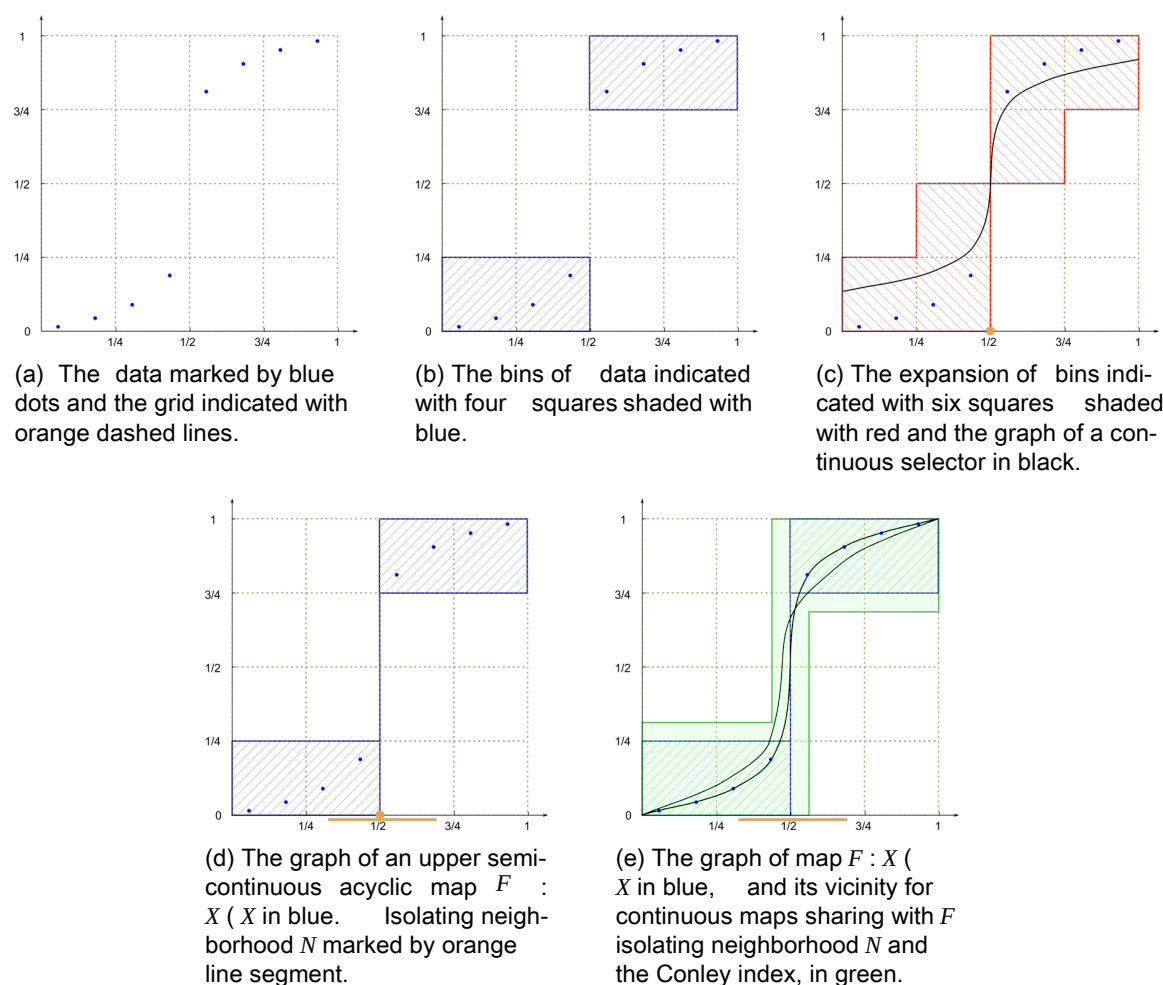 1
3/4
1/2
1/4
0
1/4 1/2 3/4 1
(a) The data marked by blue
dots and the grid indicated with
orange dashed lines.
1
3/4
1/2
1/4
0
1/4 1/2 3/4 1
(b) The bins of data indicated
with four squares shaded with
blue.
1
3/4
1/2
1/4
0
1/4 1/2 3/4 1
(c) The expansion of bins indi-
cated with six squares shaded
with red and the graph of a con-
tinuous selector in black.
1
3/4
1/2
1/4
0
1/4 1/2 3/4 1
(d) The graph of an upper semi-
continuous acyclic map F :
X ( X in blue. Isolating neigh-
borhood N marked by orange
line segment.
1
3/4
1/2
1/4
0
1/4 1/2 3/4 1
(e) The graph of map F : X (
X in blue, and its vicinity for
continuous maps sharing with F
isolating neighborhood N and
the Conley index, in green.